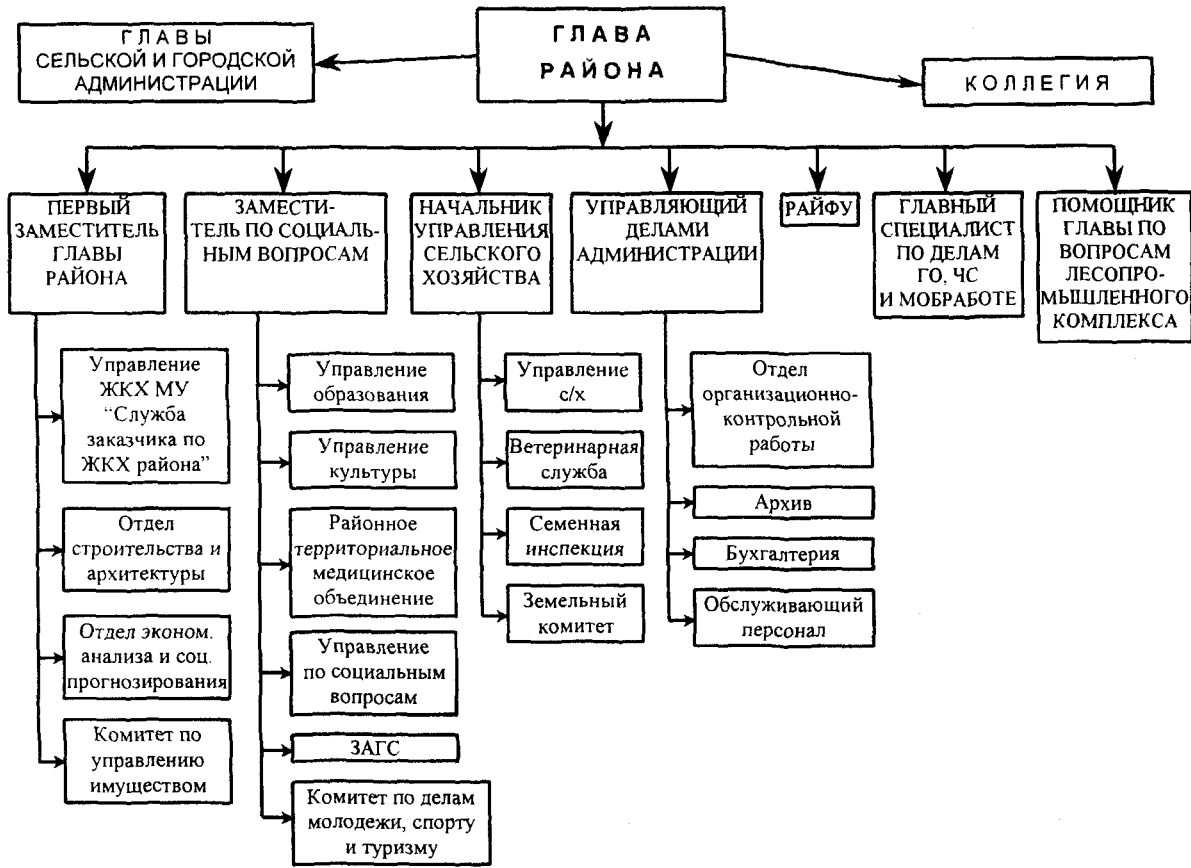 ГЛАВЫ
СЕЛЬСКОЙ И ГОРОДСКОЙ
АДМИНИСТРАЦИИ
ГЛАВА
РАЙОНА
КОЛЛЕГИЯ
ПЕРВЫЙ
ЗАМЕСТИТЕЛЬ
ГЛАВЫ
РАЙОНА
ЗАМЕСТИ-
ТЕЛЬ ПО СОЦИАЛЬ-
НЫМ ВОПРОСАМ
НАЧАЛЬНИК
УПРАВЛЕНИЯ
СЕЛЬСКОГО
ХОЗЯЙСТВА
УПРАВЛЯЮЩИЙ
ДЕЛАМИ
АДМИНИСТРАЦИИ
РАЙФУ
ГЛАВНЫЙ
СПЕЦИАЛИСТ
ПО ДЕЛАМ
ГО, ЧС
И МОБРАБОТЕ
ПОМОЩНИК
ГЛАВЫ ПО
ВОПРОСАМ
ЛЕСОПРО-
МЫШЛЕННОГО
КОМПЛЕКСА
Управление
ЖКХ МУ
“Служба
заказчика по
ЖКХ района”
Отдел
строительства и
архитектуры
Отдел эконом.
анализа и соц.
прогнозирования
Комитет по
управлению
имуществом
Управление
образования
Управление
культуры
Районное
территориальное
медицинское
объединение
Управление
по социальным
вопросам
ЗАГС
Комитет по делам
молодежи, спорту
и туризму
Управление
с/х
Ветеринарная
служба
Семенная
инспекция
Земельный
комитет
Отдел
организационно-
контрольной
работы
Архив
Бухгалтерия
Обслуживающий
персонал